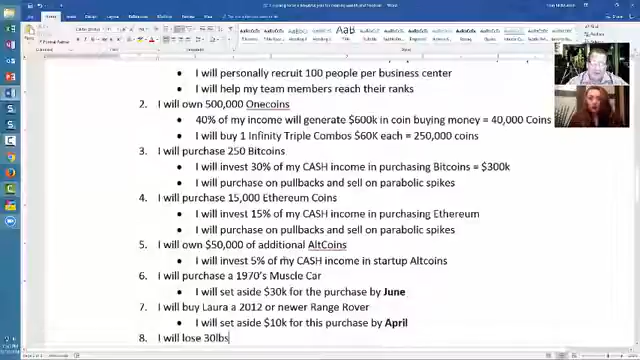 • I will personally recruit 100 people per business center
• I will help my team members reach their ranks
2. I will own 500,000 Onecoins
• 40% of my income will generate $600k in coin buying money = 40,000 Coins
• I will buy 1 Infinity Triple Combos $60K each = 250,000 coins
3. I will purchase 250 Bitcoins
• I will invest 30% of my CASH income in purchasing Bitcoins = $300k
• I will purchase on pullbacks and sell on parabolic spikes
4. I will purchase 15,000 Ethereum Coins
• I will invest 15% of my CASH income in purchasing Ethereum
• I will purchase on pullbacks and sell on parabolic spikes
5. I will own $50,000 of additional AltCoins
• I will invest 5% of my CASH income in startup Altcoins
6. I will purchase a 1970's Muscle Car
• I will set aside $30k for the purchase by June
7. I will buy Laura a 2012 or newer Range Rover
• I will set aside $10k for this purchase by April
8. I will lose 30lbs